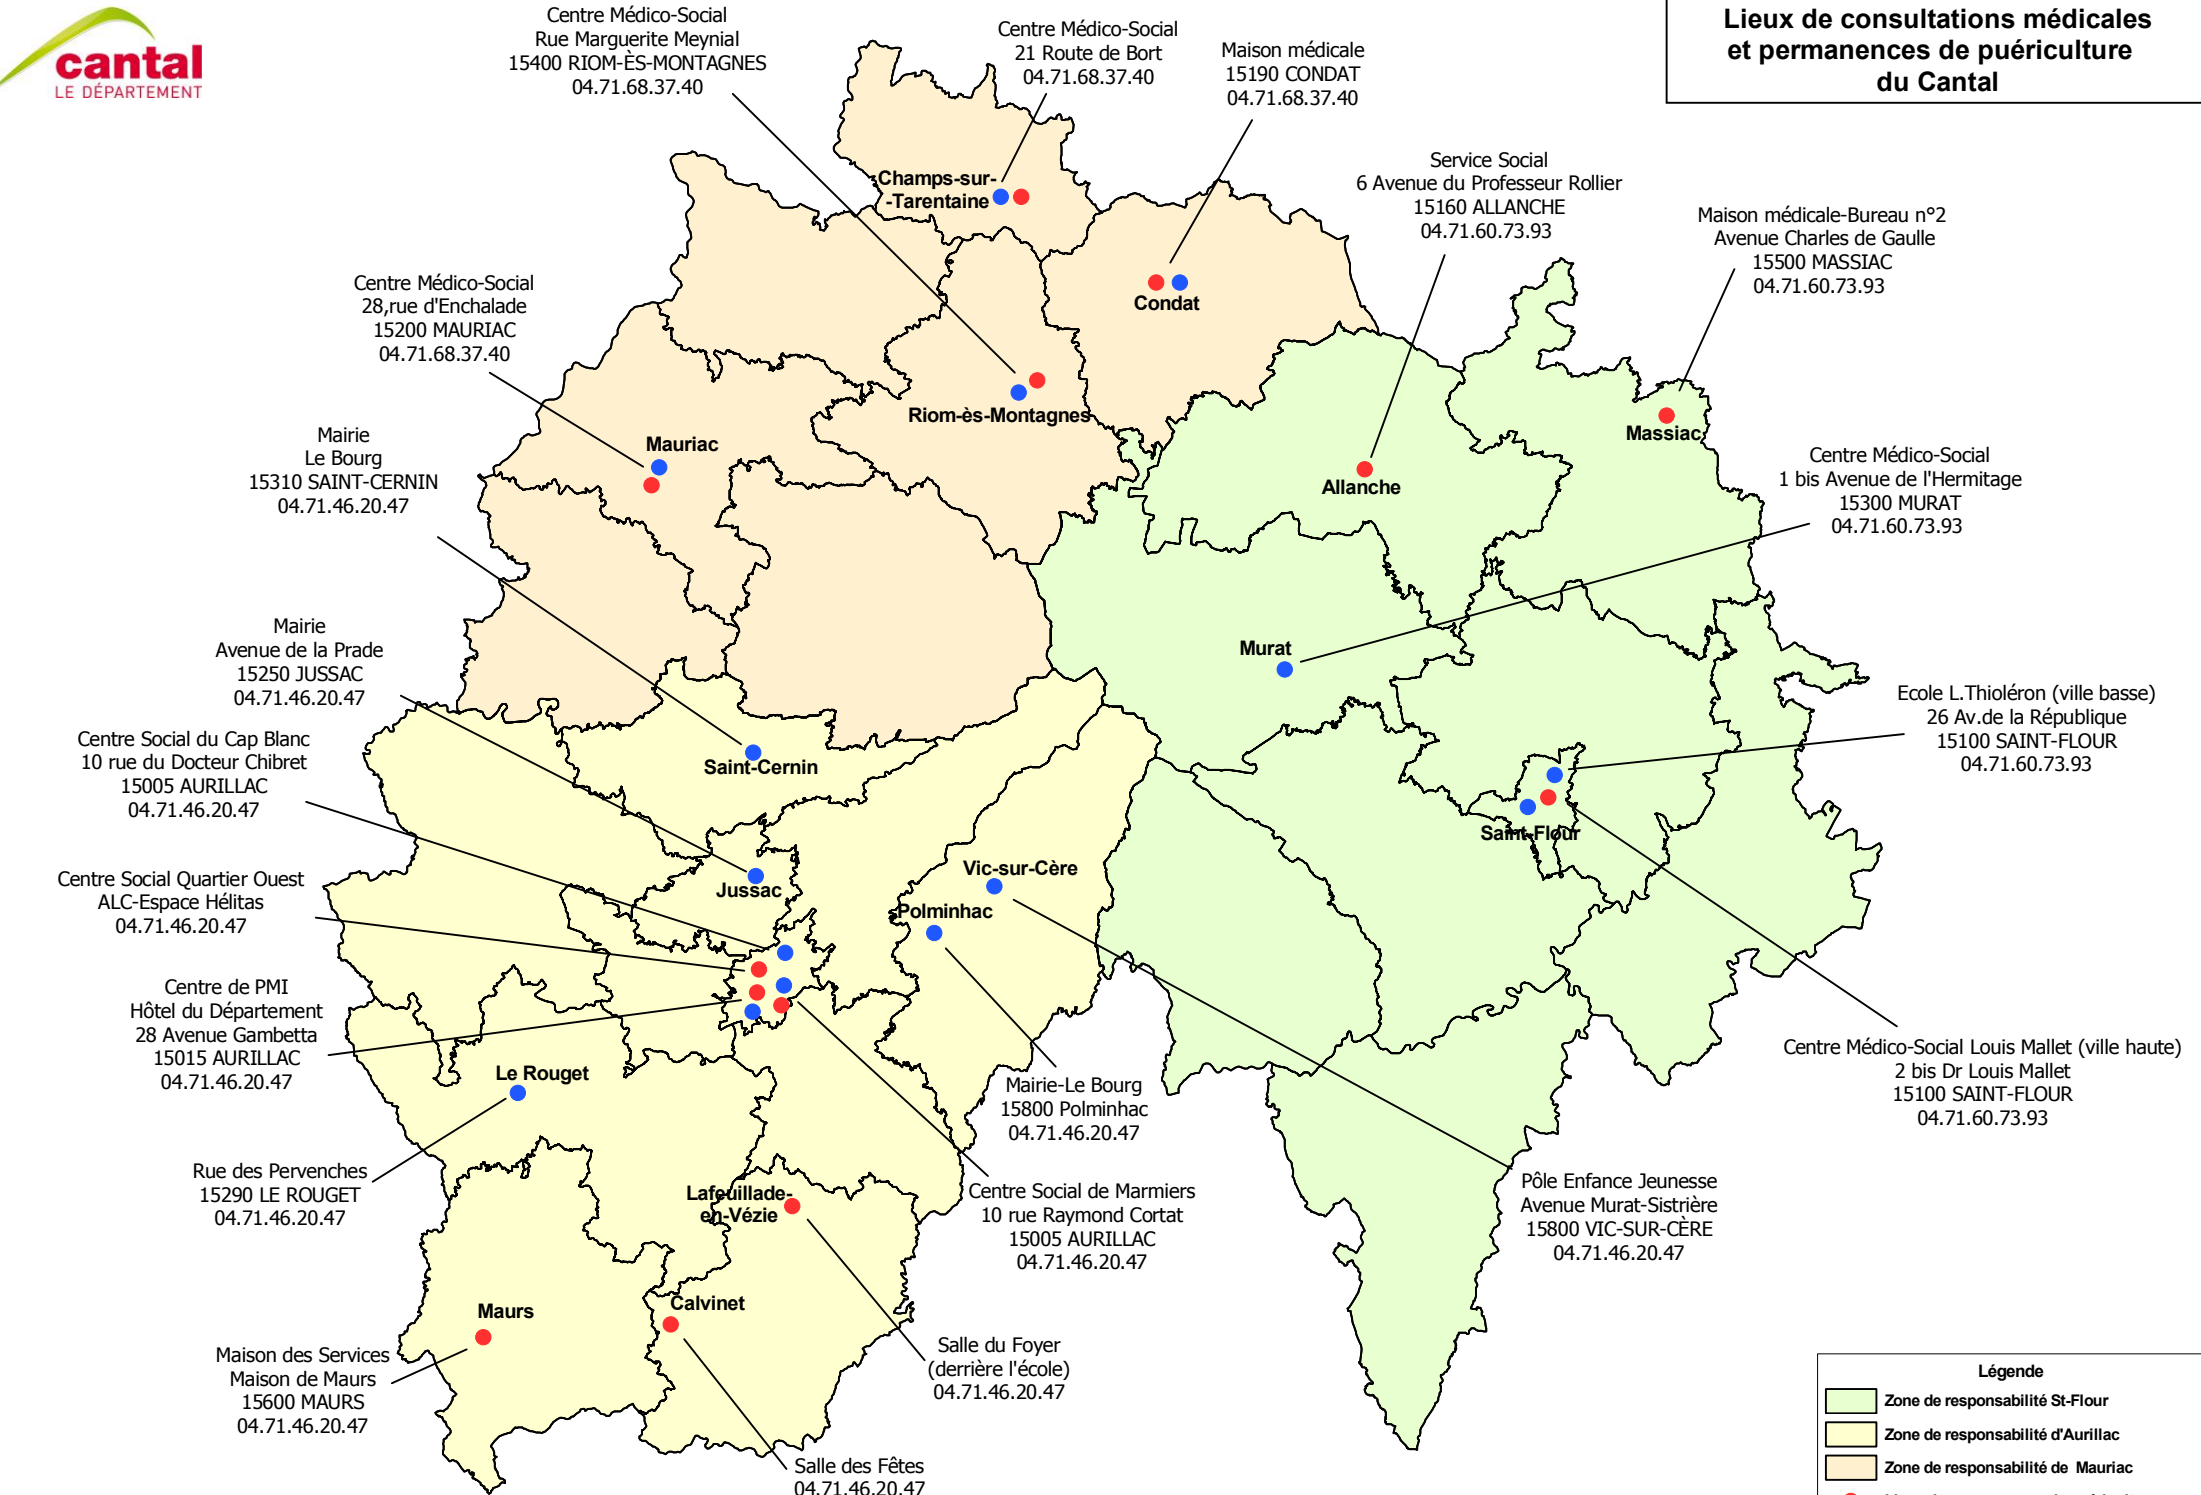 cantal
LE DÉPARTEMENT
Lieux de consultations médicales
et permanences de puériculture
du Cantal
Centre Médico-Social
Rue Marguerite Meynial
15400 RIOM-ÈS-MONTAGNES
04.71.68.37.40
Centre Médico-Social
21 Route de Bort
04.71.68.37.40
Maison médicale
15190 CONDAT
04.71.68.37.40
Service Social
6 Avenue du Professeur Rollier
15160 ALLANCHE
04.71.60.73.93
Maison médicale-Bureau n°2
Avenue Charles de Gaulle
15500 MASSIAC
04.71.60.73.93
Centre Médico-Social
28,rue d'Enchalade
15200 MAURIAC
04.71.68.37.40
Mairie
Le Bourg
15310 SAINT-CERNIN
04.71.46.20.47
Centre Médico-Social
1 bis Avenue de l'Hermitage
15300 MURAT
04.71.60.73.93
Mairie
Avenue de la Prade
15250 JUSSAC
04.71.46.20.47
Ecole L.Thioléron (ville basse)
26 Av.de la République
15100 SAINT-FLOUR
04.71.60.73.93
Centre Social du Cap Blanc
10 rue du Docteur Chibret
15005 AURILLAC
04.71.46.20.47
Centre Social Quartier Ouest
ALC-Espace Hélitas
04.71.46.20.47
Centre de PMI
Hôtel du Département
28 Avenue Gambetta
15015 AURILLAC
04.71.46.20.47
Centre Médico-Social Louis Mallet (ville haute)
2 bis Dr Louis Mallet
15100 SAINT-FLOUR
04.71.60.73.93
Mairie-Le Bourg
15800 Polminhac
04.71.46.20.47
Rue des Pervenches
15290 LE ROUGET
04.71.46.20.47
Centre Social de Marmiers
10 rue Raymond Cortat
15005 AURILLAC
04.71.46.20.47
Pôle Enfance Jeunesse
Avenue Murat-Sistrière
15800 VIC-SUR-CÈRE
04.71.46.20.47
Maison des Services
Maison de Maurs
15600 MAURS
04.71.46.20.47
Salle du Foyer
(derrière l'école)
04.71.46.20.47
Salle des Fêtes
04.71.46.20.47
Champs-sur-
-Tarentaine
Condat
Riom-ès-Montagnes
Mauriac
Massiac
Allanche
Murat
Saint-Cernin
Saint-Flour
Jussac
Vic-sur-Cère
Polminhac
Le Rouget
Lafeuillade-
en-Vézie
Calvinet
Maurs
Légende
Zone de responsabilité St-Flour
Zone de responsabilité d'Aurillac
Zone de responsabilité de Mauriac